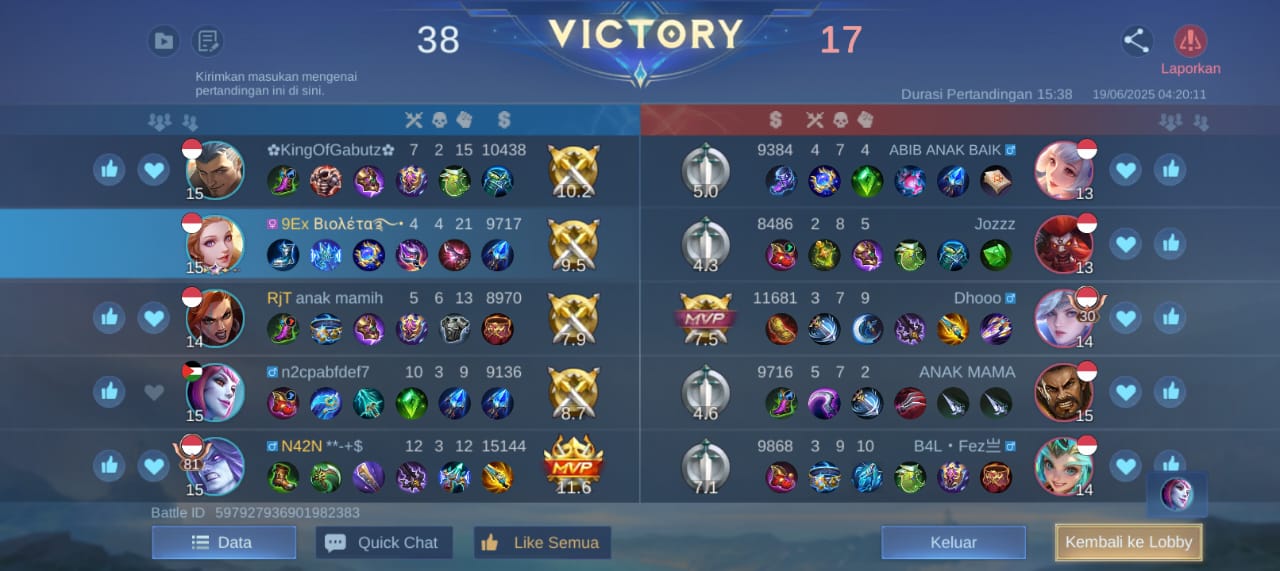 38 VICTORY 17
Kirimkan masukan mengenai
pertandingan ini di sini.
Laporkan
Durasi Pertandingan 15:38 19/06/2025 04:20:11
✿KingOfGabutz✿ 7 2 15 10438
15 10.2
9384 4 7 4 ABIB ANAK BAIK
5.0 13
9Ex Βιολέτα 4 4 21 9717
15 9.5
8486 2 8 5 Jozzz
4.3 13
RjT anak mamih 5 6 13 8970
14 7.9
11681 3 7 9 Dhooo
MVP 7.5 30 14
n2cpabfdef7 10 3 9 9136
15 8.7
9716 5 7 2 ANAK MAMA
4.6 15
N42N **-+$ 12 3 12 15144
81 15 MVP 11.6
9868 3 9 10 B4L • Fez
7.1 14
Battle ID 597927936901982383
Data Quick Chat Like Semua Keluar Kembali ke Lobby